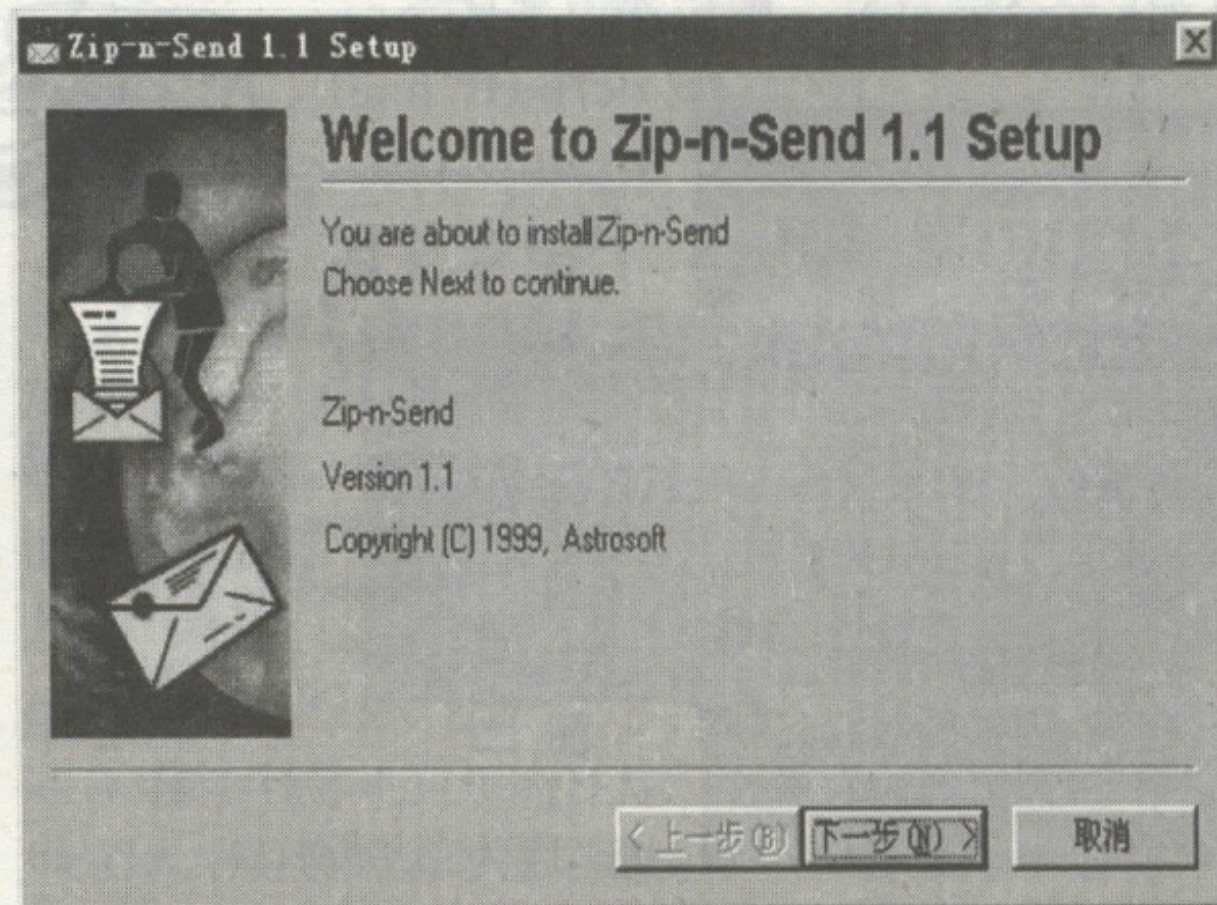 Zip-n-Send 1.1 Setup
Welcome to Zip-n-Send 1.1 Setup
You are about to install Zip-n-Send
Choose Next to continue.
Zip-n-Send
Version 1.1
Copyright (C) 1999, Astrosoft
< 上一步(B) 下一步(N) > 取消